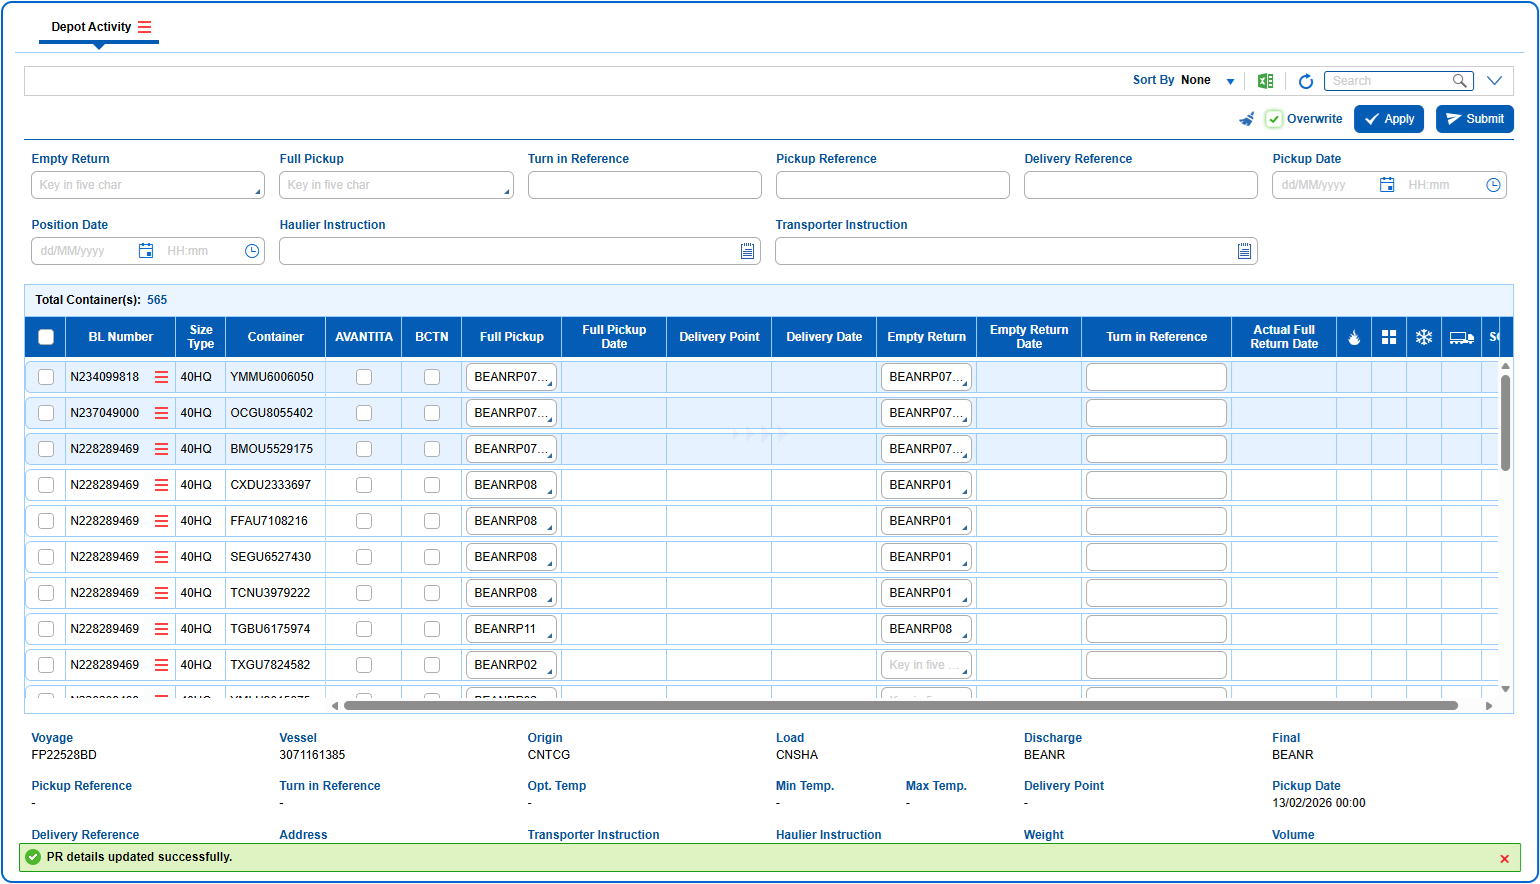 Depot Activity
Sort By None Search
Overwrite Apply Submit
Empty Return Full Pickup Turn in Reference Pickup Reference Delivery Reference Pickup Date
Key in five char Key in five char dd/MM/yyyy HH:mm
Position Date Haulier Instruction Transporter Instruction
dd/MM/yyyy HH:mm
Total Container(s): 565
BL Number Size Type Container AVANTITA BCTN Full Pickup Full Pickup Date Delivery Point Delivery Date Empty Return Empty Return Date Turn in Reference Actual Full Return Date
N234099818 40HQ YMMU6006050 BEANRP07... BEANRP07...
N237049000 40HQ OCGU8055402 BEANRP07... BEANRP07...
N228289469 40HQ BMOU5529175 BEANRP07... BEANRP07...
N228289469 40HQ CXDU2333697 BEANRP08 BEANRP01
N228289469 40HQ FFAU7108216 BEANRP08 BEANRP01
N228289469 40HQ SEGU6527430 BEANRP08 BEANRP01
N228289469 40HQ TCNU3979222 BEANRP08 BEANRP01
N228289469 40HQ TGBU6175974 BEANRP11 BEANRP08
N228289469 40HQ TXGU7824582 BEANRP02 Key in five ...
Voyage Vessel Origin Load Discharge Final
FP22528BD 3071161385 CNTCG CNSHA BEANR BEANR
Pickup Reference Turn in Reference Opt. Temp Min Temp. Max Temp. Delivery Point Pickup Date
- - - - - - 13/02/2026 00:00
Delivery Reference Address Transporter Instruction Haulier Instruction Weight Volume
PR details updated successfully.